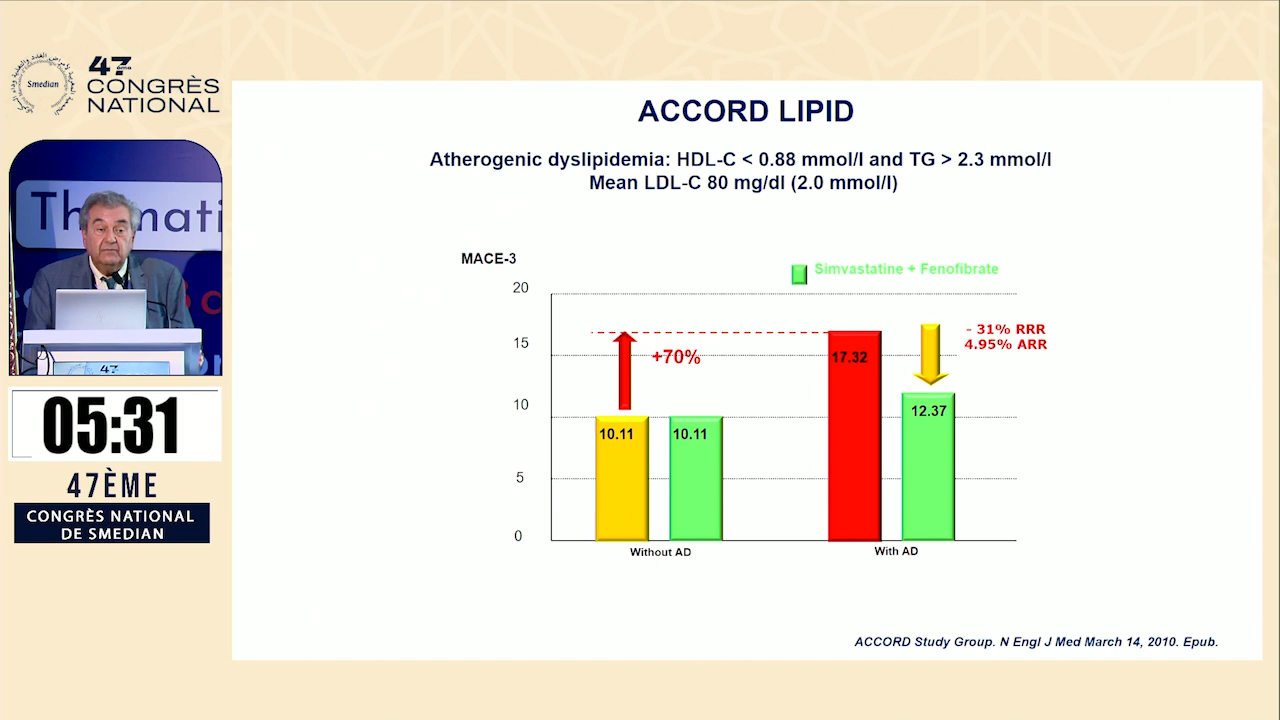 Smedian
47ème
CONGRÈS
NATIONAL
Th mati
05:31
47ÈME
CONGRÈS NATIONAL
DE SMEDIAN
ACCORD LIPID
Atherogenic dyslipidemia: HDL-C < 0.88 mmol/l and TG > 2.3 mmol/l
Mean LDL-C 80 mg/dl (2.0 mmol/l)
MACE-3
Simvastatine + Fenofibrate
20
15
10
5
0
+70%
- 31% RRR
4.95% ARR
10.11
10.11
17.32
12.37
Without AD
With AD
ACCORD Study Group. N Engl J Med March 14, 2010. Epub.